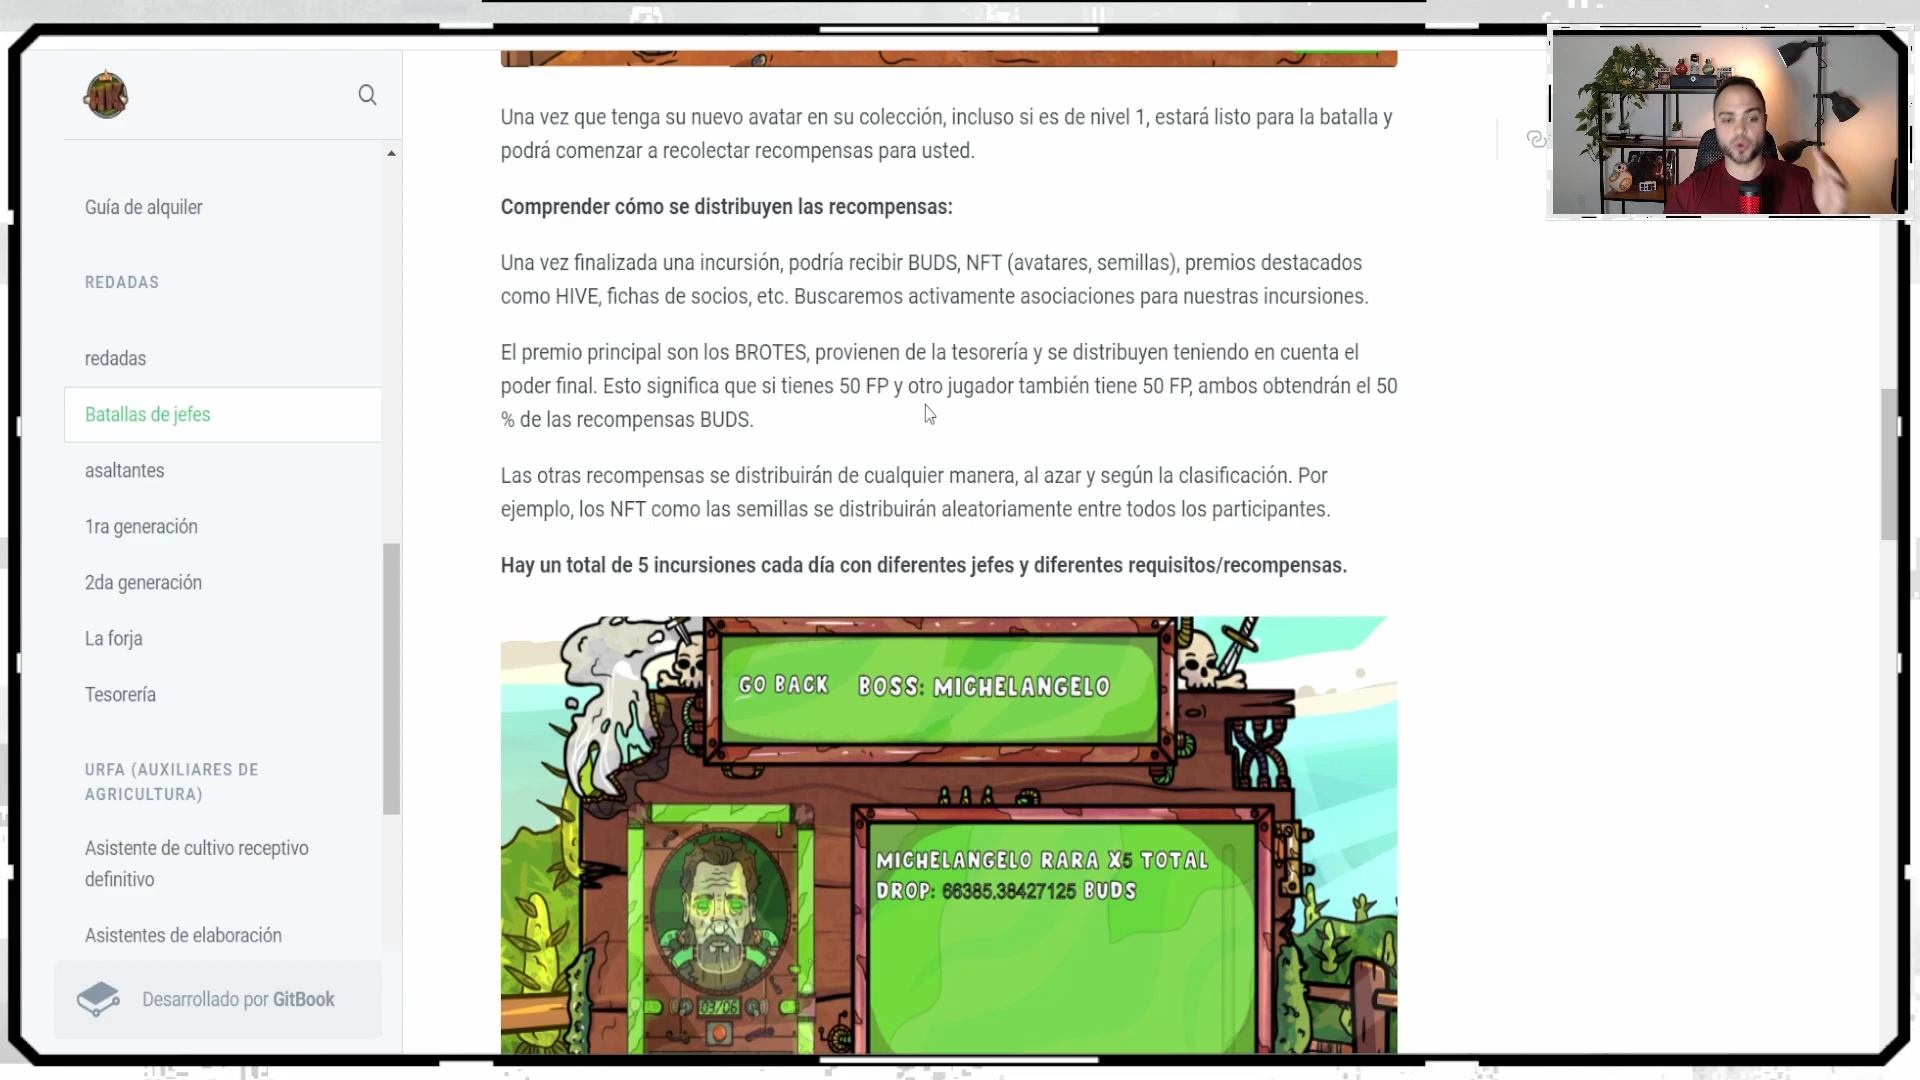 HK
Guía de alquiler
REDADAS
redadas
Batallas de jefes
asaltantes
1ra generación
2da generación
La forja
Tesorería
URFA (AUXILIARES DE
AGRICULTURA)
Asistente de cultivo receptivo
definitivo
Asistentes de elaboración
Desarrollado por GitBook
Una vez que tenga su nuevo avatar en su colección, incluso si es de nivel 1, estará listo para la batalla y
podrá comenzar a recolectar recompensas para usted.
Comprender cómo se distribuyen las recompensas:
Una vez finalizada una incursión, podría recibir BUDS, NFT (avatares, semillas), premios destacados
como HIVE, fichas de socios, etc. Buscaremos activamente asociaciones para nuestras incursiones.
El premio principal son los BROTES, provienen de la tesorería y se distribuyen teniendo en cuenta el
poder final. Esto significa que si tienes 50 FP y otro jugador también tiene 50 FP, ambos obtendrán el 50
% de las recompensas BUDS.
Las otras recompensas se distribuirán de cualquier manera, al azar y según la clasificación. Por
ejemplo, los NFT como las semillas se distribuirán aleatoriamente entre todos los participantes.
Hay un total de 5 incursiones cada día con diferentes jefes y diferentes requisitos/recompensas.
GO BACK BOSS: MICHELANGELO
MICHELANGELO RARA X5 TOTAL
DROP: 66385.38427125 BUDS
03/06